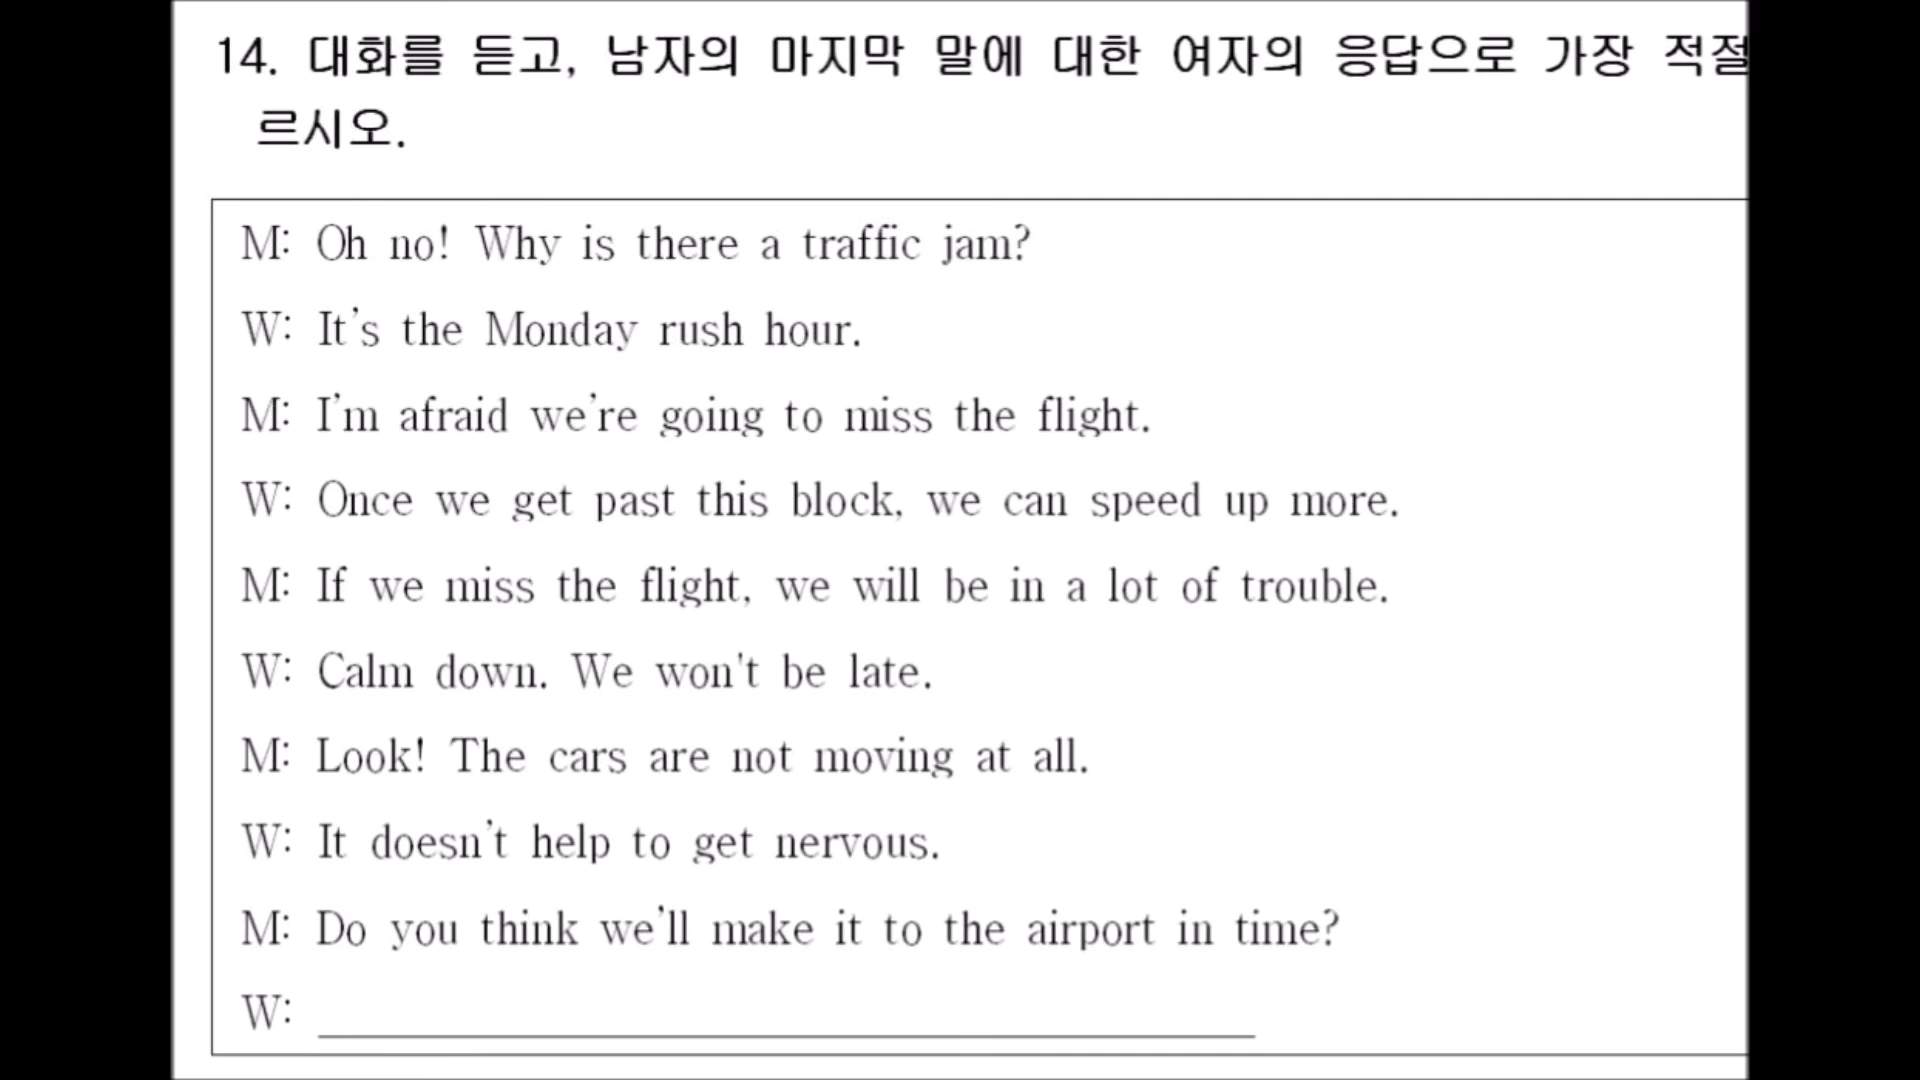 14. 대화를 듣고, 남자의 마지막 말에 대한 여자의 응답으로 가장 적절
르시오.
M: Oh no! Why is there a traffic jam?
W: It's the Monday rush hour.
M: I'm afraid we're going to miss the flight.
W: Once we get past this block, we can speed up more.
M: If we miss the flight, we will be in a lot of trouble.
W: Calm down. We won't be late.
M: Look! The cars are not moving at all.
W: It doesn't help to get nervous.
M: Do you think we'll make it to the airport in time?
W: